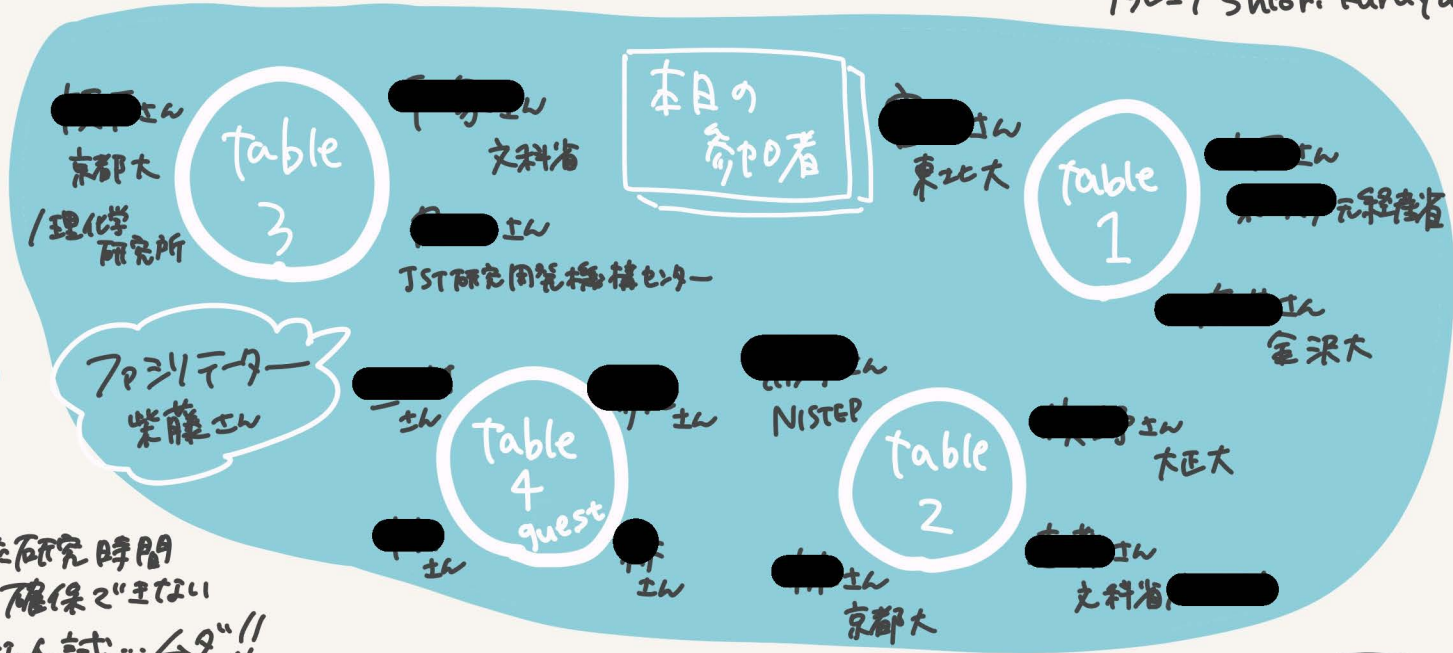 Shiori
本日の
参加者
さん
京都大
/理化学
研究所
table
3
さん
文科省
さん
JST研究開発機構センター
さん
東北大
table
1
さん
元経産省
さん
金沢大
ファシリテーター
柴藤さん
さん
table
4
guest
さん
さん
さん
さん
NISTEP
table
2
さん
大正大
さん
京都大
さん
文科省
研究時間
確保できない